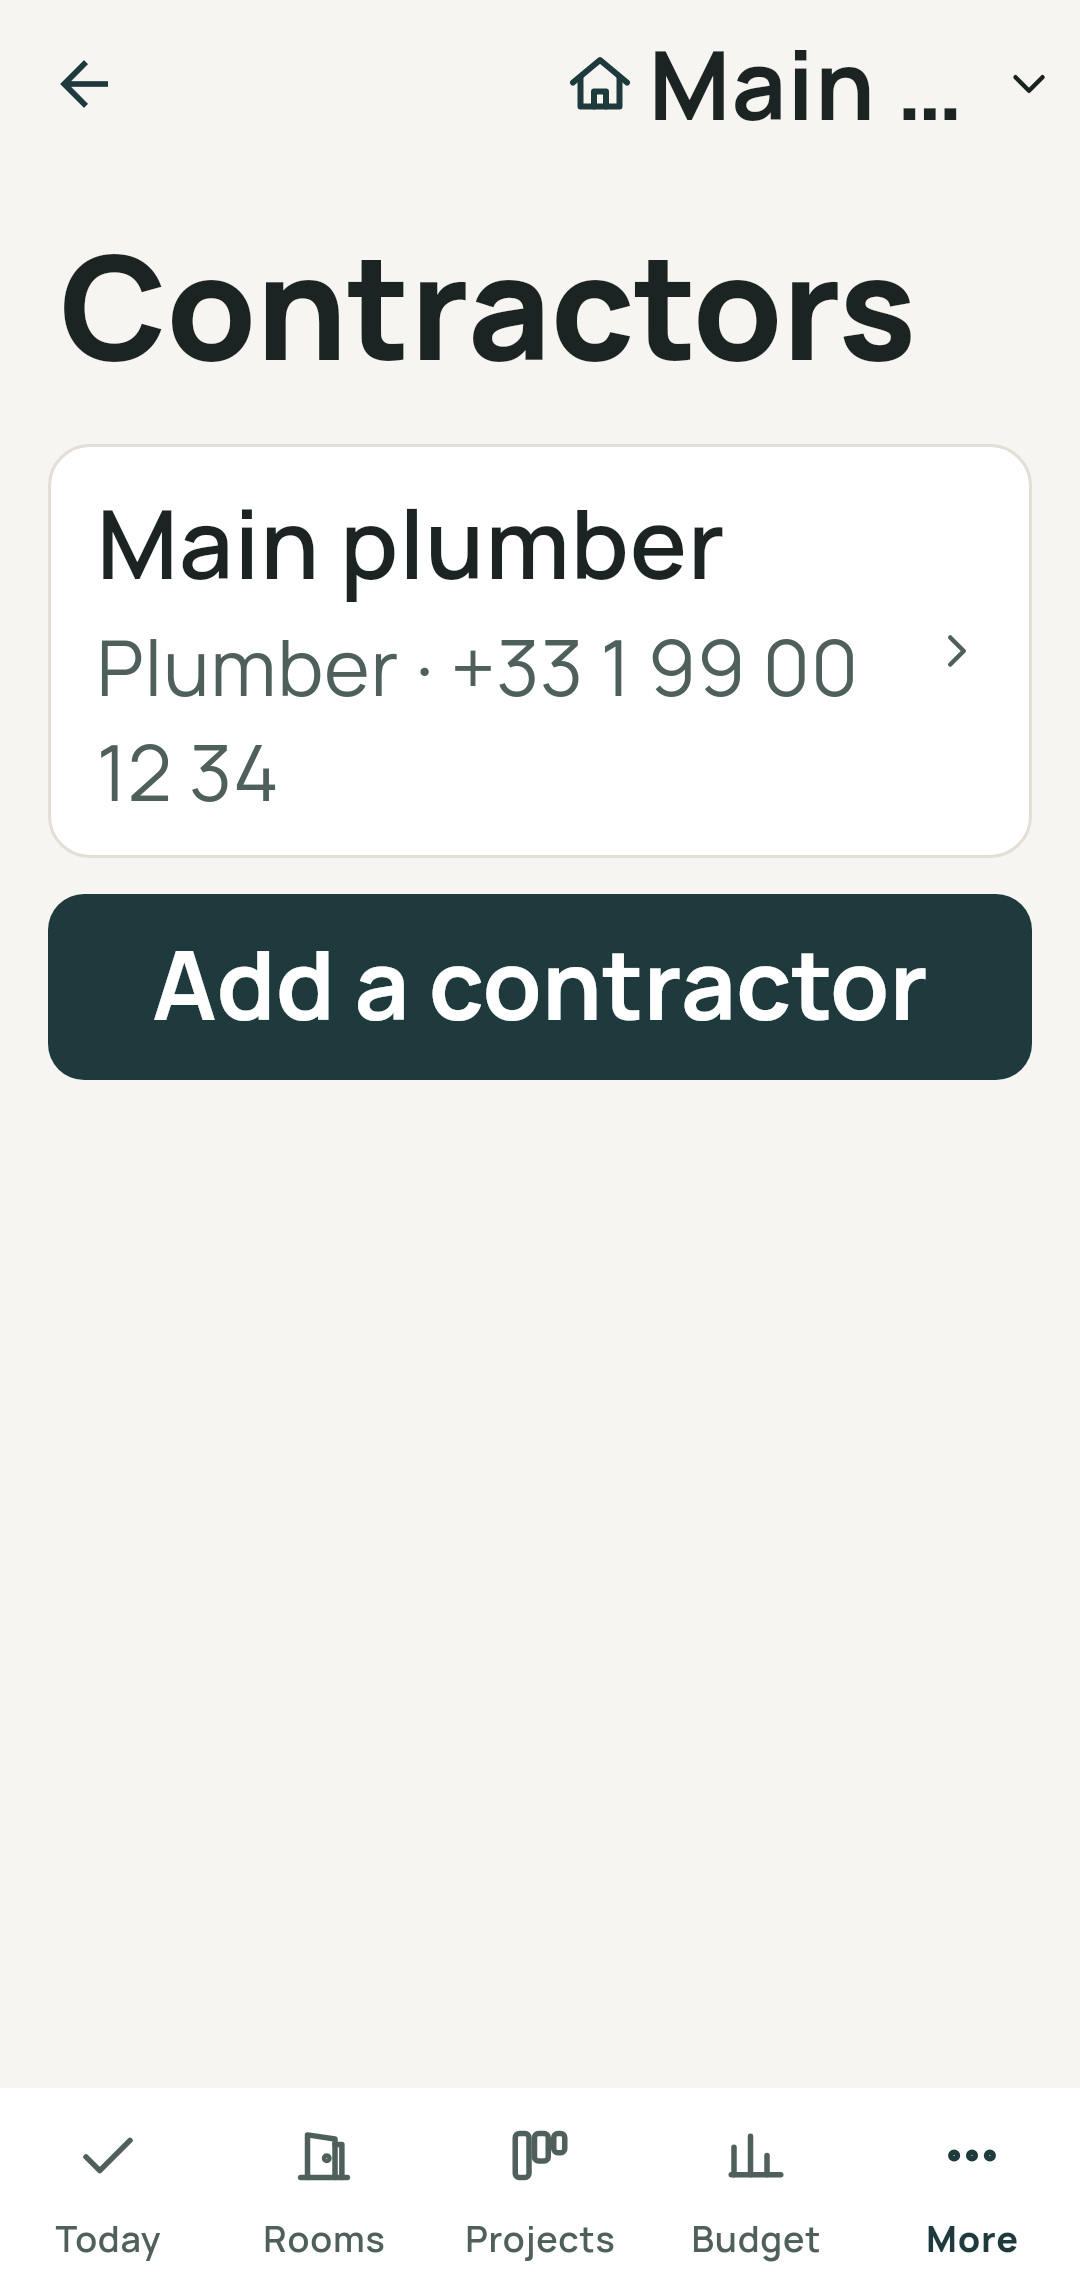 Main ...
Contractors
Main plumber
Plumber · +33 1 99 00
12 34
Add a contractor
Today
Rooms
Projects
Budget
More